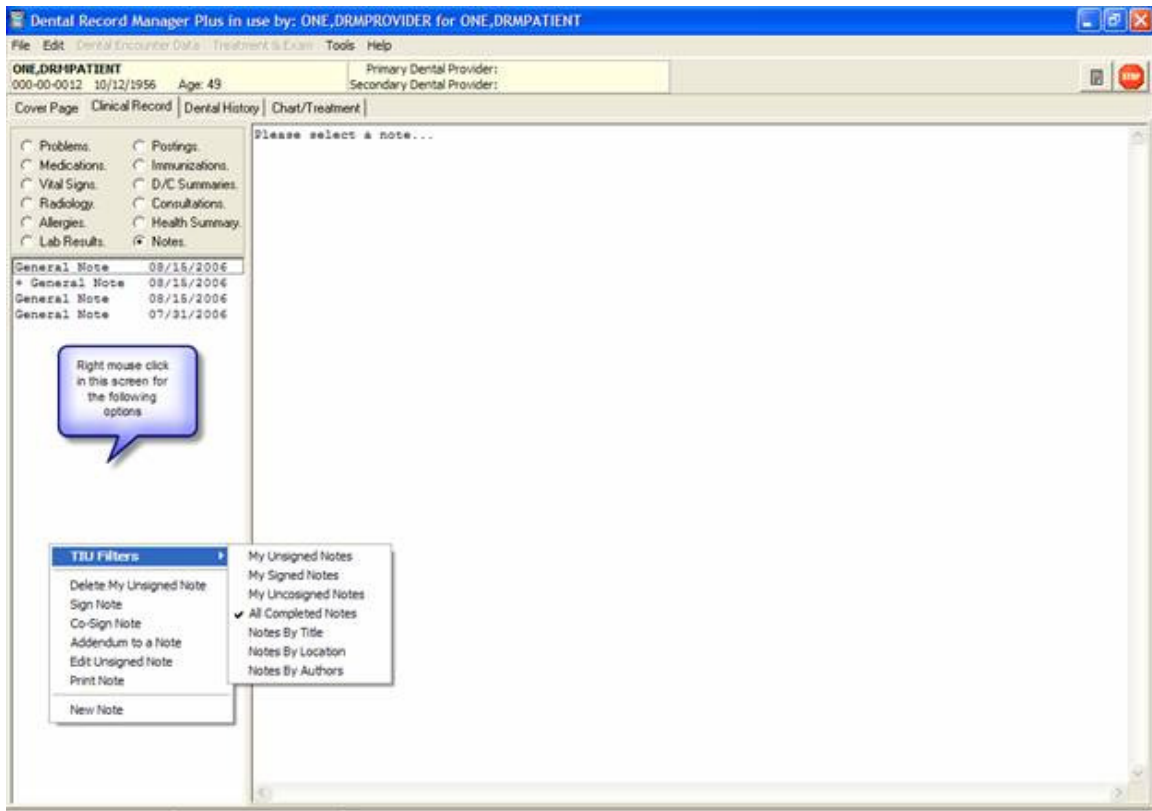 Dental Record Manager Plus in use by: ONE,DRMPROVIDER for ONE,DRMPATIENT
File Edit Dental Encounter Data Treatment & Exam Tools Help
ONE,DRMPATIENT Primary Dental Provider:
000-00-0012 10/12/1956 Age: 49 Secondary Dental Provider:
STOP
Cover Page Clinical Record Dental History Chart/Treatment
Please select a note...
Problems. Postings.
Medications. Immunizations.
Vital Signs. D/C Summaries.
Radiology. Consultations.
Allergies. Health Summary.
Lab Results. Notes.
General Note 08/15/2006
+ General Note 08/15/2006
General Note 08/15/2006
General Note 07/31/2006
Right mouse click
in this screen for
the following
options
TIU Filters
Delete My Unsigned Note
Sign Note
Co-Sign Note
Addendum to a Note
Edit Unsigned Note
Print Note
New Note
My Unsigned Notes
My Signed Notes
My Uncosigned Notes
All Completed Notes
Notes By Title
Notes By Location
Notes By Authors